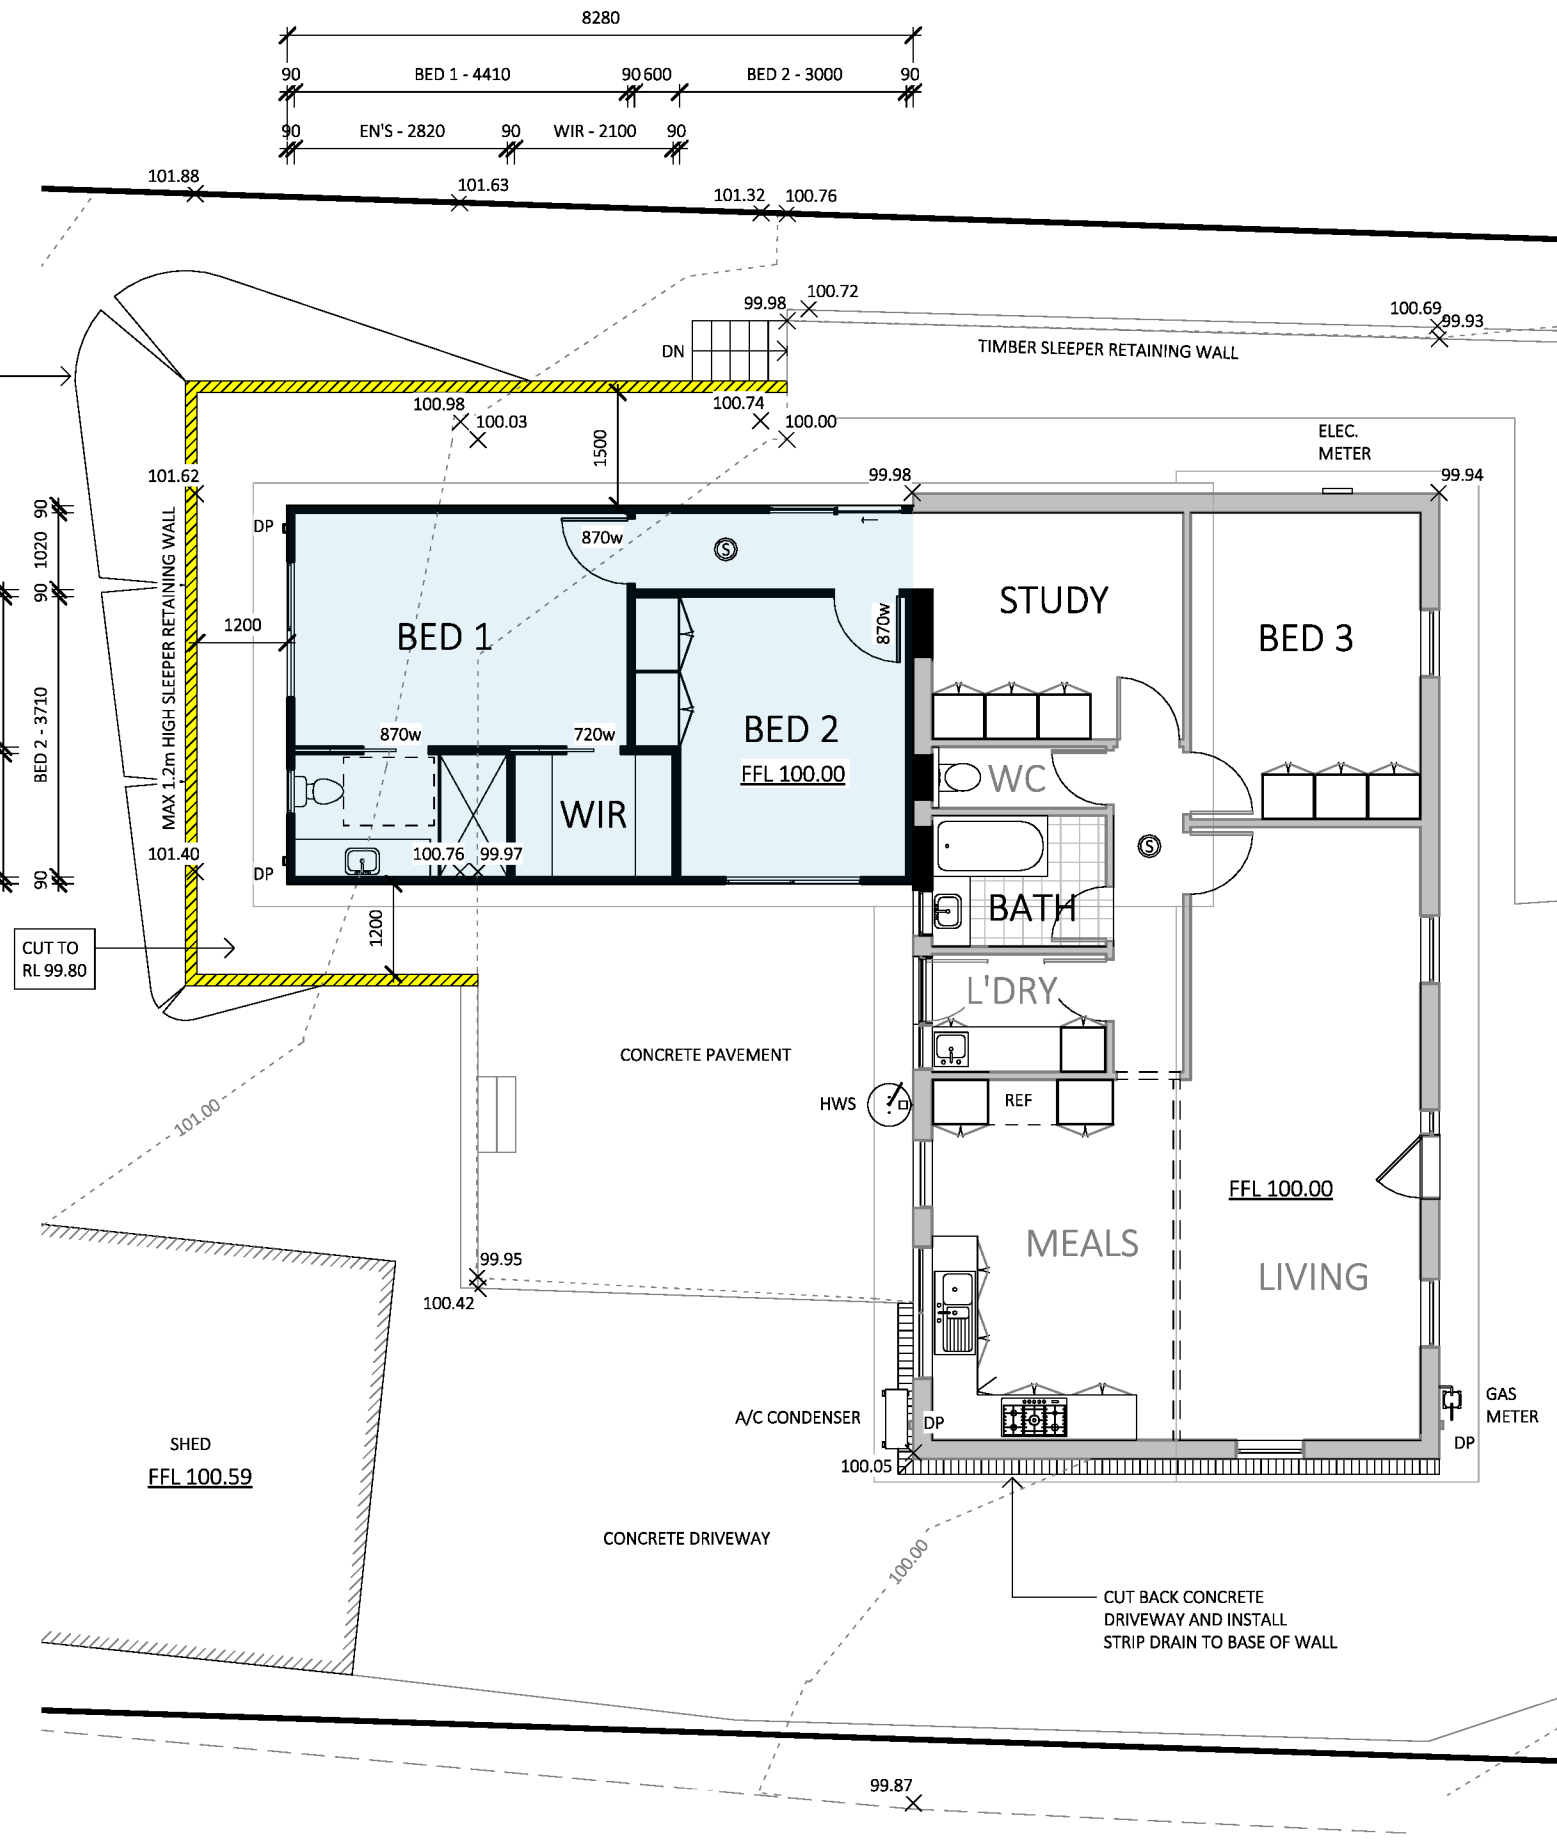 8280
90 BED 1 - 4410 90 600 BED 2 - 3000 90
90 EN'S - 2820 90 WIR - 2100 90
101.88
101.63
101.32 100.76
99.98 100.72
100.69 99.93
DN
TIMBER SLEEPER RETAINING WALL
100.98
100.03
100.74
100.00
1500
ELEC.
METER
101.62
99.98
99.94
90
1020
90
BED 2 - 3710
90
MAX 1.2m HIGH SLEEPER RETAINING WALL
DP
870w
S
STUDY
1200
BED 1
870w
BED 3
870w
720w
BED 2
FFL 100.00
WC
WIR
101.40
100.76 99.97
DP
S
BATH
1200
CUT TO
RL 99.80
L'DRY
CONCRETE PAVEMENT
HWS
REF
101.00
FFL 100.00
MEALS
LIVING
99.95
100.42
A/C CONDENSER
DP
GAS
METER
DP
SHED
FFL 100.59
100.05
CONCRETE DRIVEWAY
100.00
CUT BACK CONCRETE
DRIVEWAY AND INSTALL
STRIP DRAIN TO BASE OF WALL
99.87